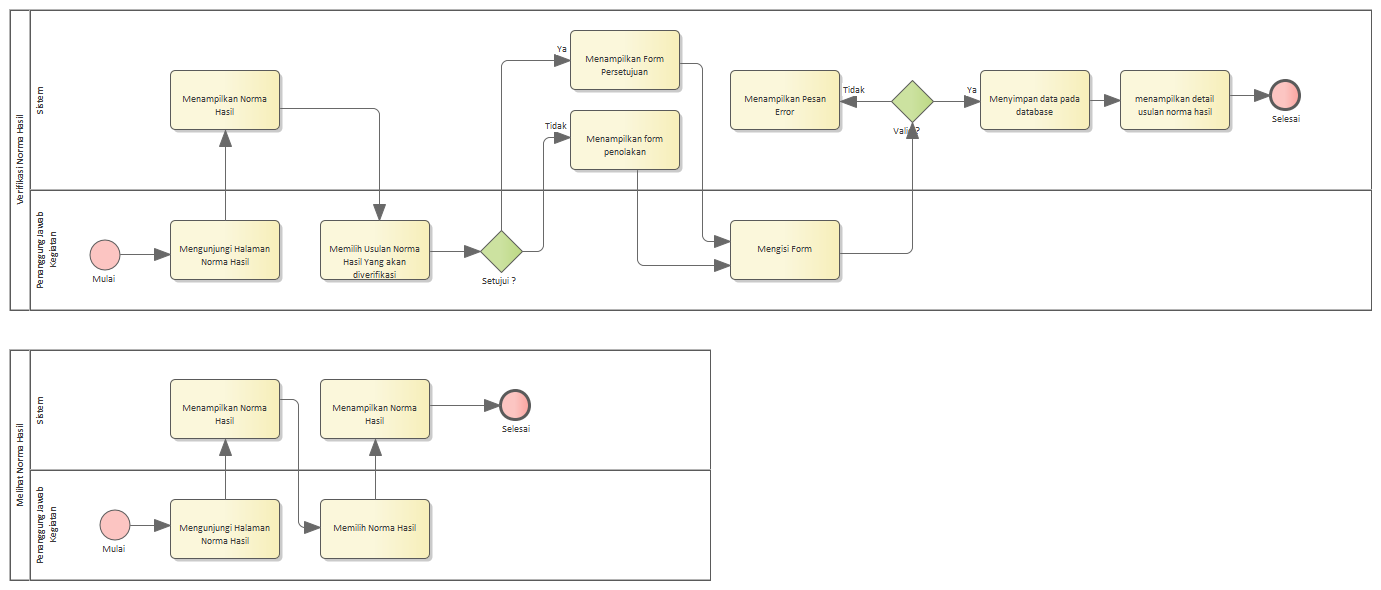 Verifikasi Norma Hasil
Sistem
Menampilkan Norma
Hasil
Ya
Menampilkan Form
Persetujuan
Tidak
Menampilkan form
penolakan
Menampilkan Pesan
Error
Tidak
Valid ?
Ya
Menyimpan data pada
database
menampilkan detail
usulan norma hasil
Selesai
Penanggung Jawab
Kegiatan
Mulai
Mengunjungi Halaman
Norma Hasil
Memilih Usulan Norma
Hasil Yang akan
diverifikasi
Setujui ?
Mengisi Form
Melihat Norma Hasil
Sistem
Menampilkan Norma
Hasil
Menampilkan Norma
Hasil
Selesai
Penanggung Jawab
Kegiatan
Mulai
Mengunjungi Halaman
Norma Hasil
Memilih Norma Hasil